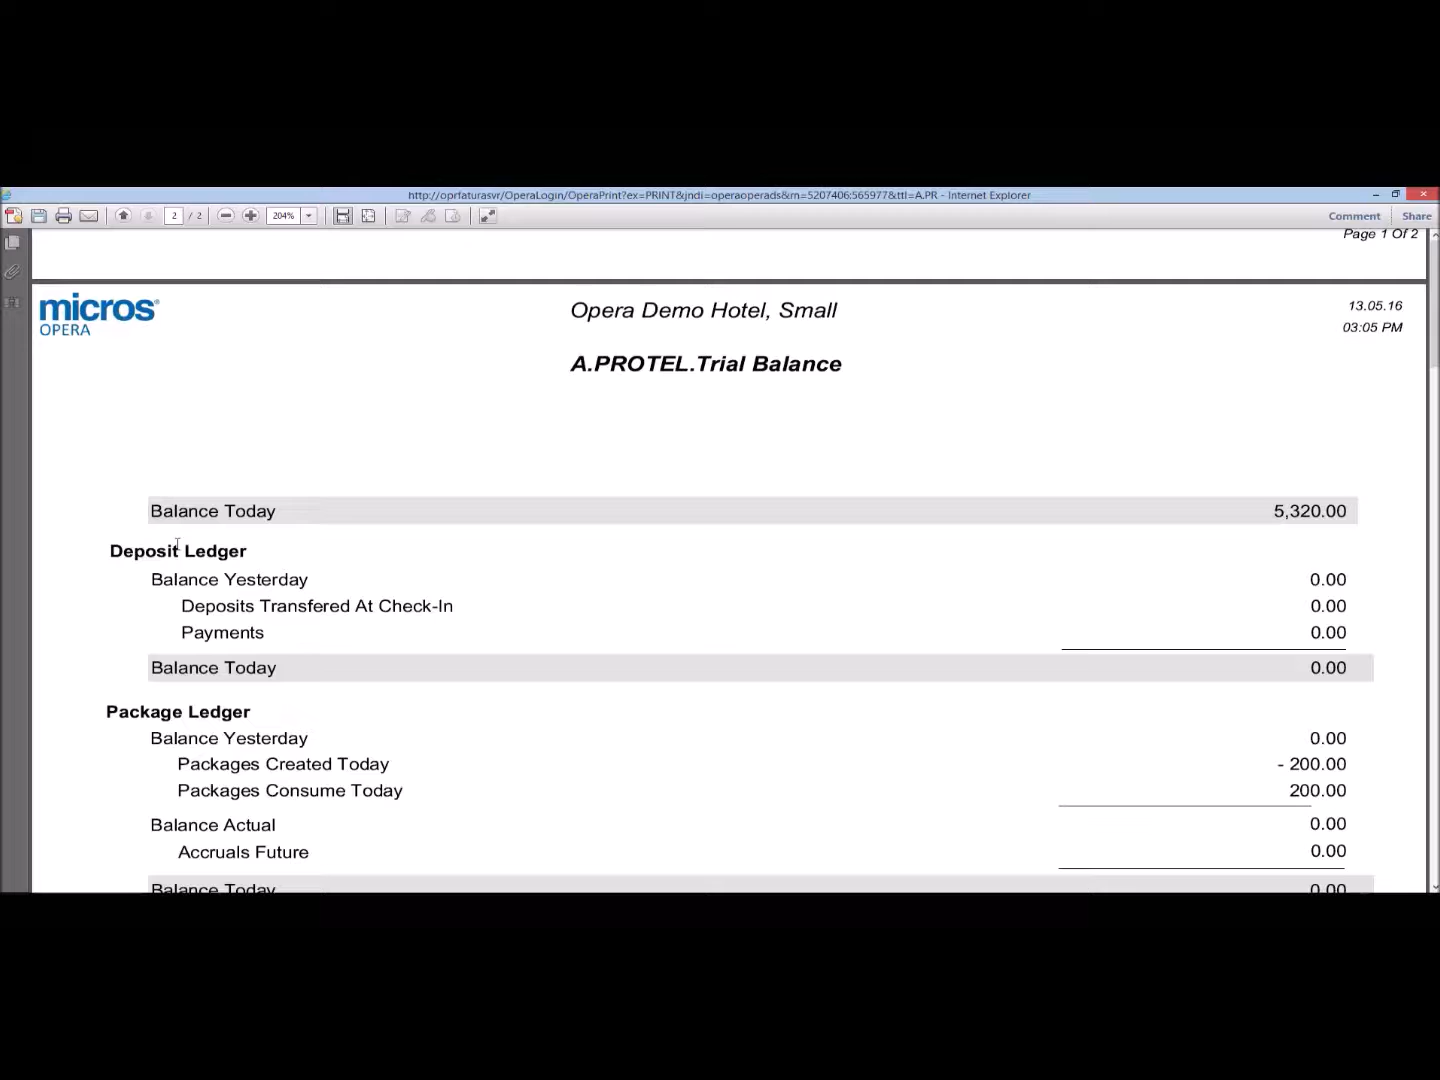 http://oprfaturasvr/OperaLogin/OperaPrint?ex=PRINT&jndi=operaoperads&rn=5207406:565977&ttl=A.PR - Internet Explorer
2 / 2
204%
Comment Share
Page 1 Of 2
micros
OPERA
Opera Demo Hotel, Small
13.05.16
03:05 PM
A.PROTEL.Trial Balance
Balance Today 5,320.00
Deposit Ledger
Balance Yesterday 0.00
Deposits Transfered At Check-In 0.00
Payments 0.00
Balance Today 0.00
Package Ledger
Balance Yesterday 0.00
Packages Created Today - 200.00
Packages Consume Today 200.00
Balance Actual 0.00
Accruals Future 0.00
Balance Today 0.00